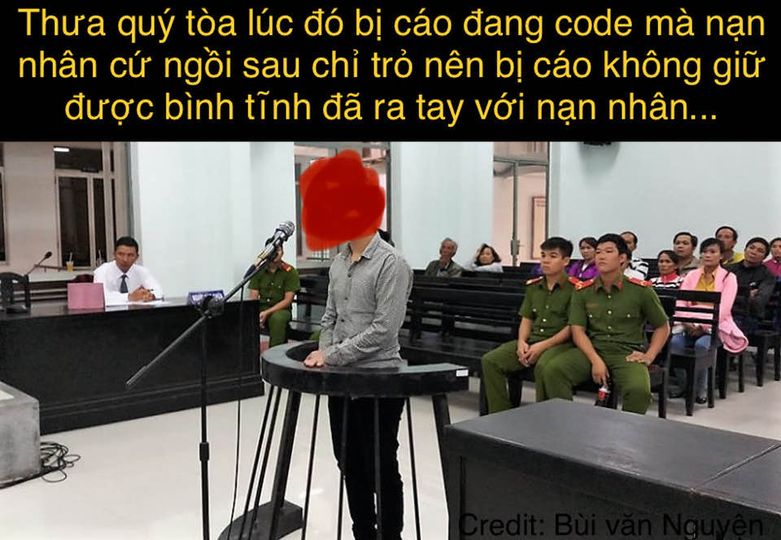 Thưa quý tòa lúc đó bị cáo đang code mà nạn
nhân cứ ngồi sau chỉ trỏ nên bị cáo không giữ
được bình tĩnh đã ra tay với nạn nhân...
Credit: Bùi văn Nguyên